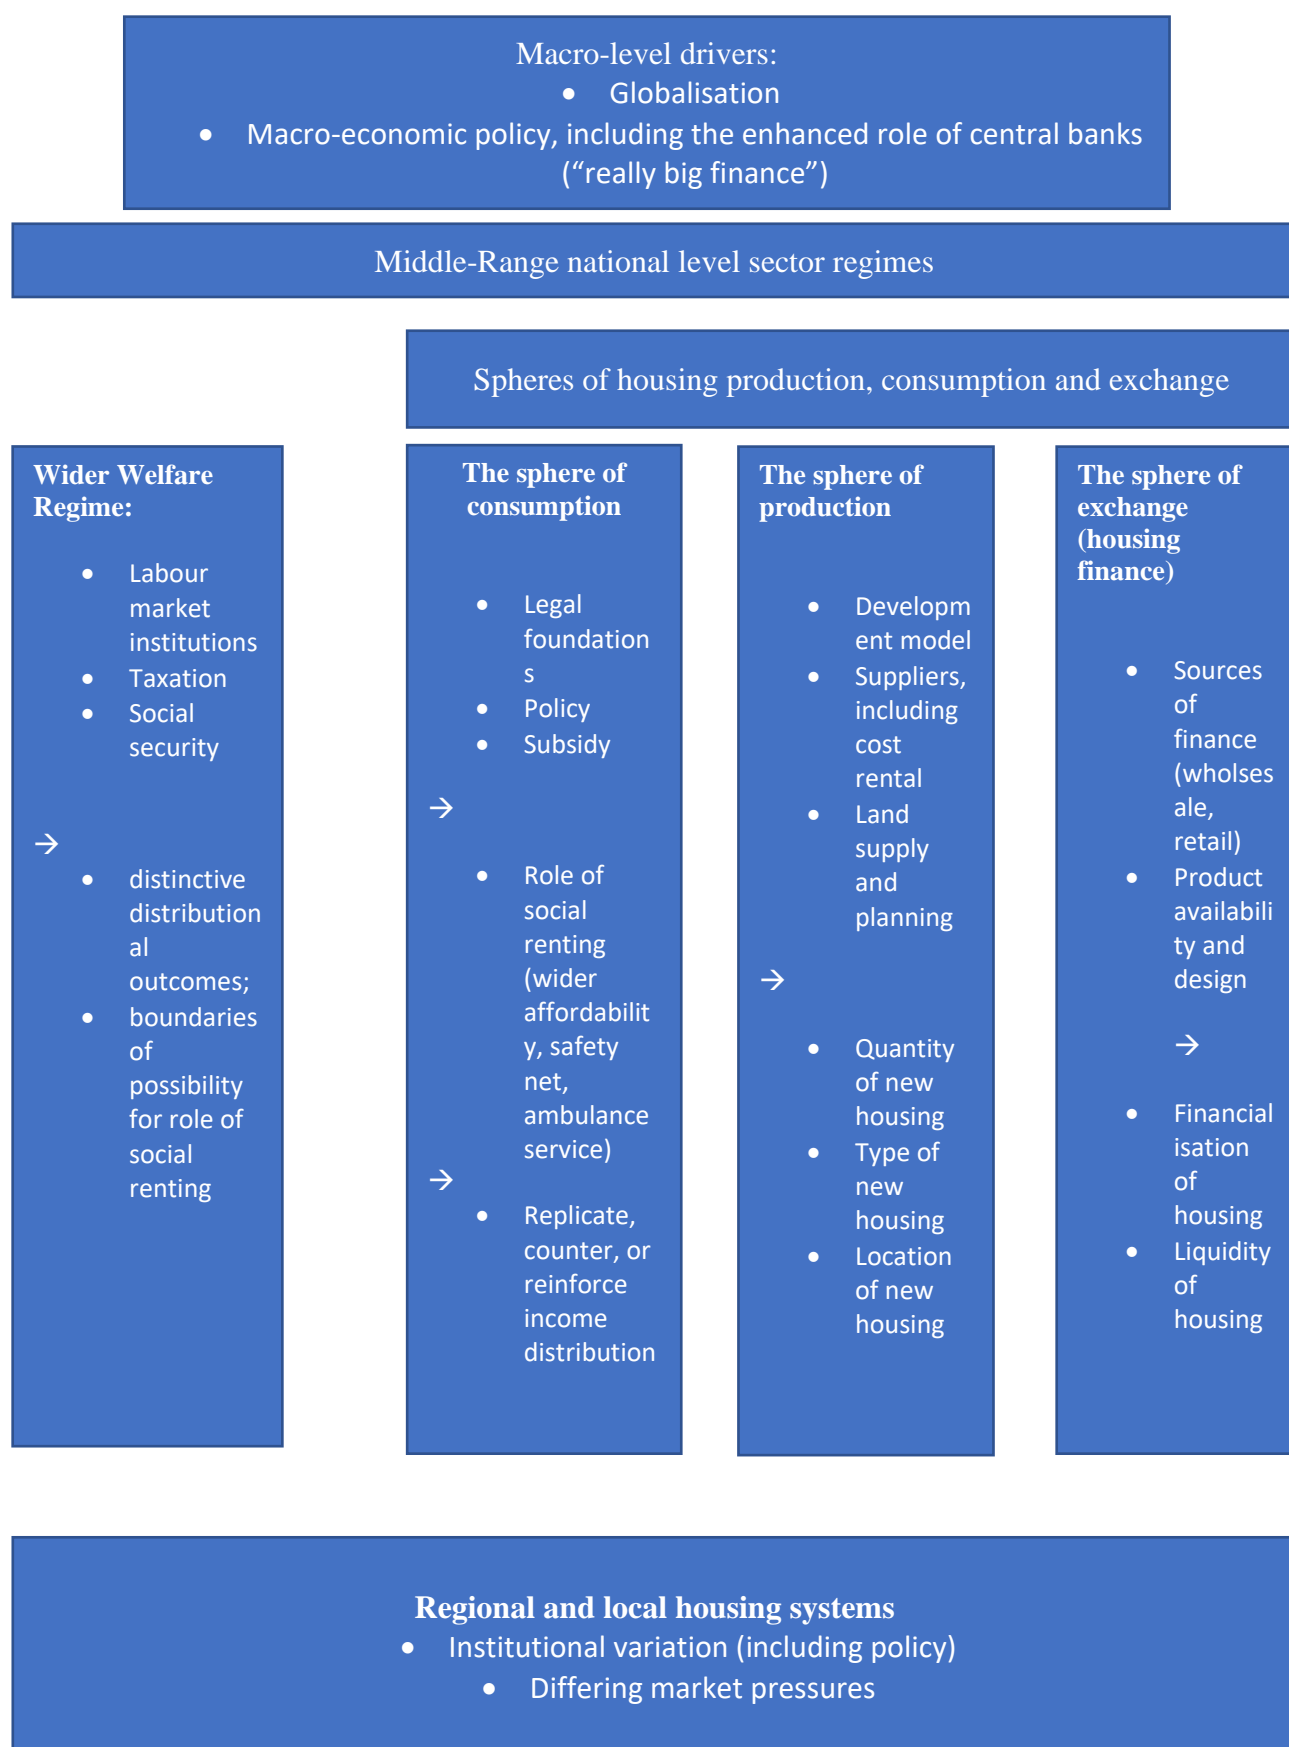 Macro-level drivers:
• Globalisation
• Macro-economic policy, including the enhanced role of central banks
(“really big finance”)
Middle-Range national level sector regimes
Spheres of housing production, consumption and exchange
Wider Welfare
Regime:
• Labour
market
institutions
• Taxation
• Social
security
→
• distinctive
distribution
al
outcomes;
• boundaries
of
possibility
for role of
social
renting
The sphere of
consumption
• Legal
foundation
s
• Policy
• Subsidy
→
• Role of
social
renting
(wider
affordabilit
y, safety
net,
ambulance
service)
→
• Replicate,
counter, or
reinforce
income
distribution
The sphere of
production
• Developm
ent model
• Suppliers,
including
cost
rental
• Land
supply
and
planning
→
• Quantity
of new
housing
• Type of
new
housing
• Location
of new
housing
The sphere of
exchange
(housing
finance)
• Sources
of
finance
(wholses
ale,
retail)
• Product
availabili
ty and
design
→
• Financial
isation
of
housing
• Liquidity
of
housing
Regional and local housing systems
• Institutional variation (including policy)
• Differing market pressures